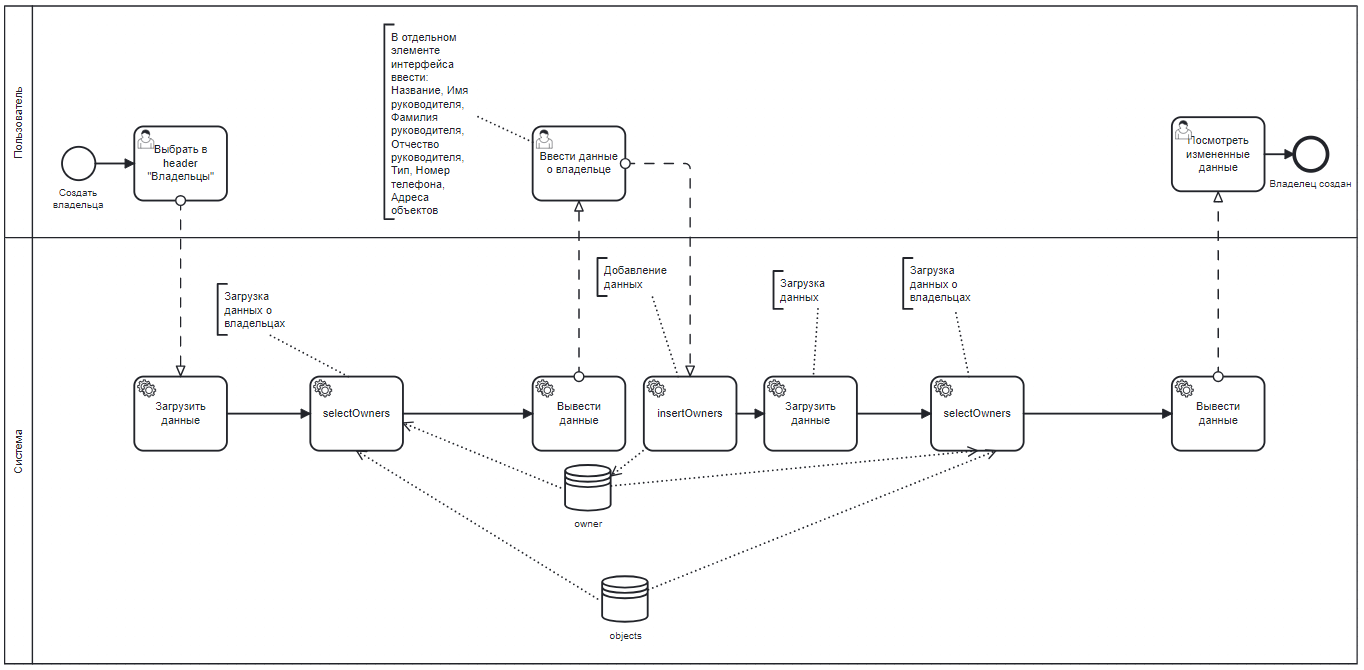 Пользователь
Создать
владельца
Выбрать в
header
"Владельцы"
В отдельном
элементе
интерфейса
ввести:
Название, Имя
руководителя,
Фамилия
руководителя,
Отчество
руководителя,
Тип, Номер
телефона,
Адреса
объектов
Ввести данные
о владельце
Посмотреть
измененные
данные
Владелец создан
Система
Загрузка
данных о
владельцах
Добавление
данных
Загрузка
данных
Загрузка
данных о
владельцах
Загрузить
данные
selectOwners
Вывести
данные
insertOwners
Загрузить
данные
selectOwners
Вывести
данные
owner
objects